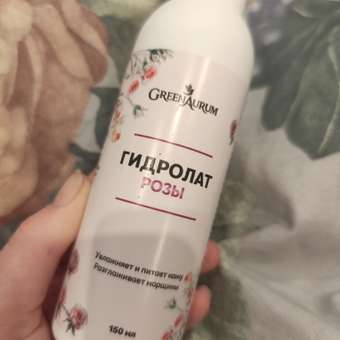 GREENAURUM
ГИДРОЛАТ
РОЗЫ
Увлажняет и питает кожу
Разглаживает морщины
150 мл